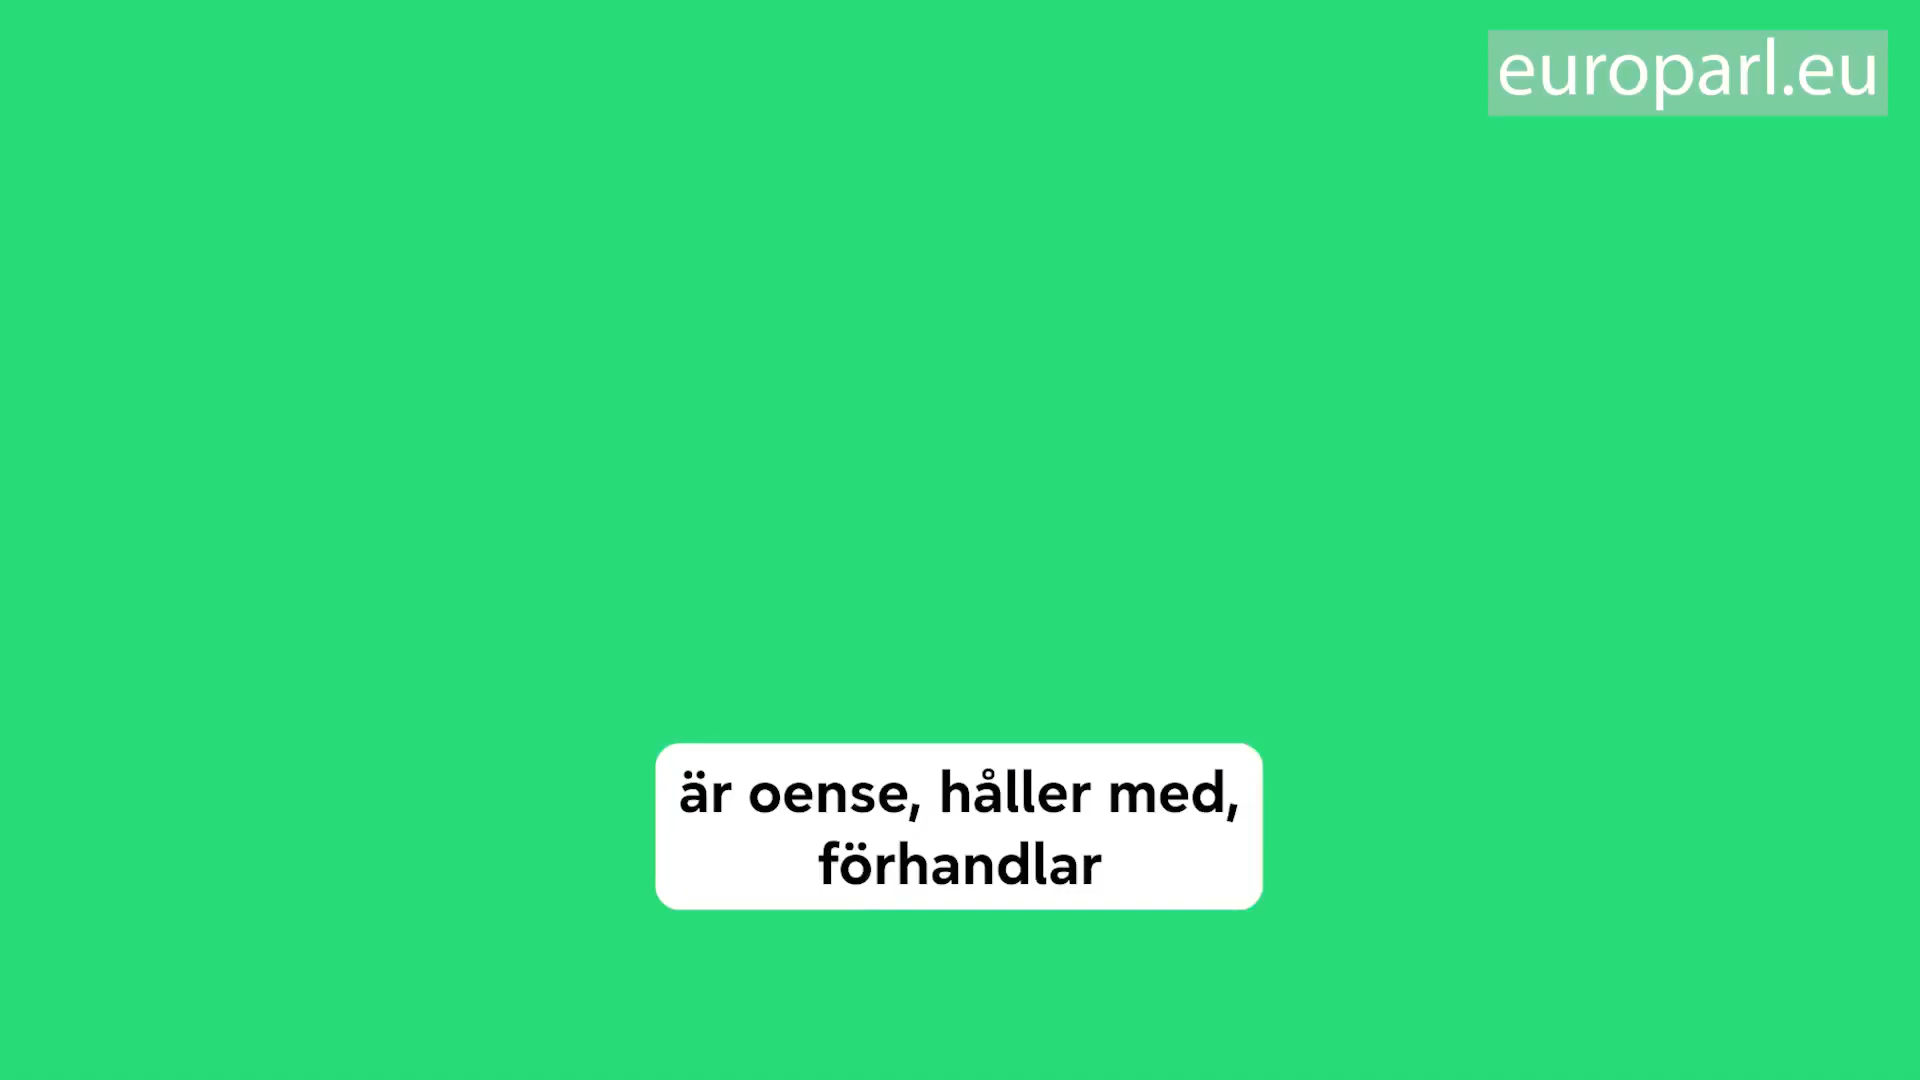 europarl.eu
är oense, håller med,
förhandlar